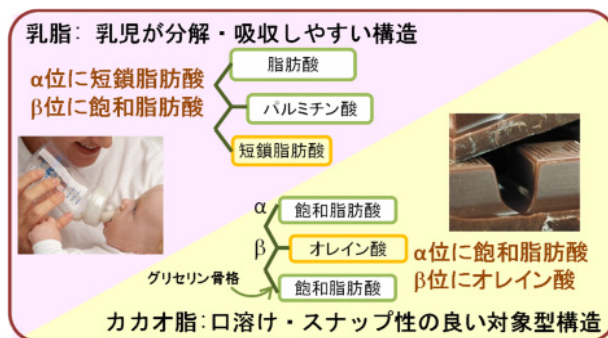 乳脂: 乳児が分解・吸収しやすい構造
α位に短鎖脂肪酸
β位に飽和脂肪酸
脂肪酸
パルミチン酸
短鎖脂肪酸
α
飽和脂肪酸
β
オレイン酸
飽和脂肪酸
グリセリン骨格
α位に飽和脂肪酸
β位にオレイン酸
カカオ脂:口溶け・スナップ性の良い対象型構造